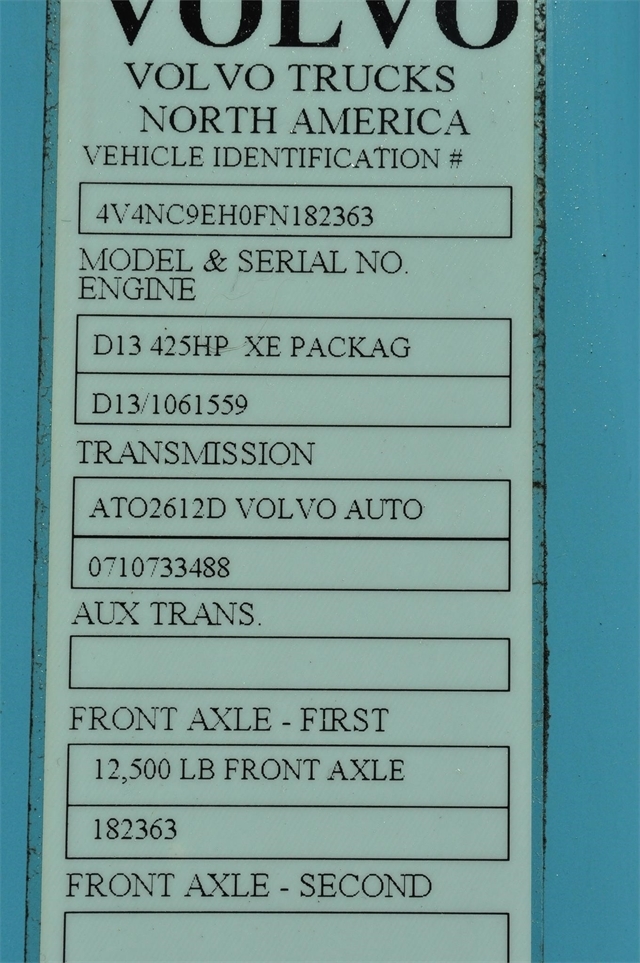 VOLVO
VOLVO TRUCKS
NORTH AMERICA
VEHICLE IDENTIFICATION #
4V4NC9EH0FN182363
MODEL & SERIAL NO.
ENGINE
D13 425HP XE PACKAG
D13/1061559
TRANSMISSION
ATO2612D VOLVO AUTO
0710733488
AUX TRANS.
FRONT AXLE - FIRST
12,500 LB FRONT AXLE
182363
FRONT AXLE - SECOND